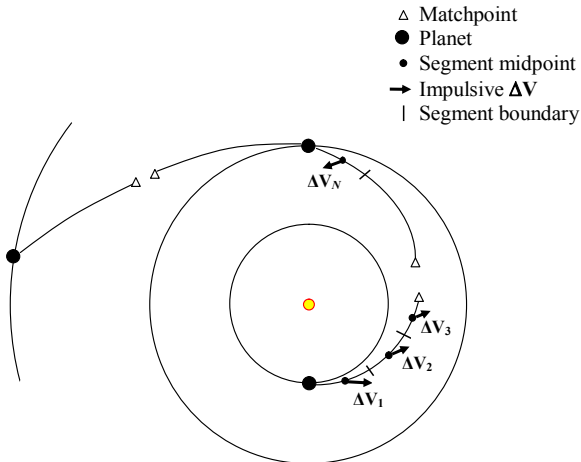 Matchpoint
Planet
Segment midpoint
Impulsive ΔV
Segment boundary
ΔV_N
ΔV_3
ΔV_2
ΔV_1